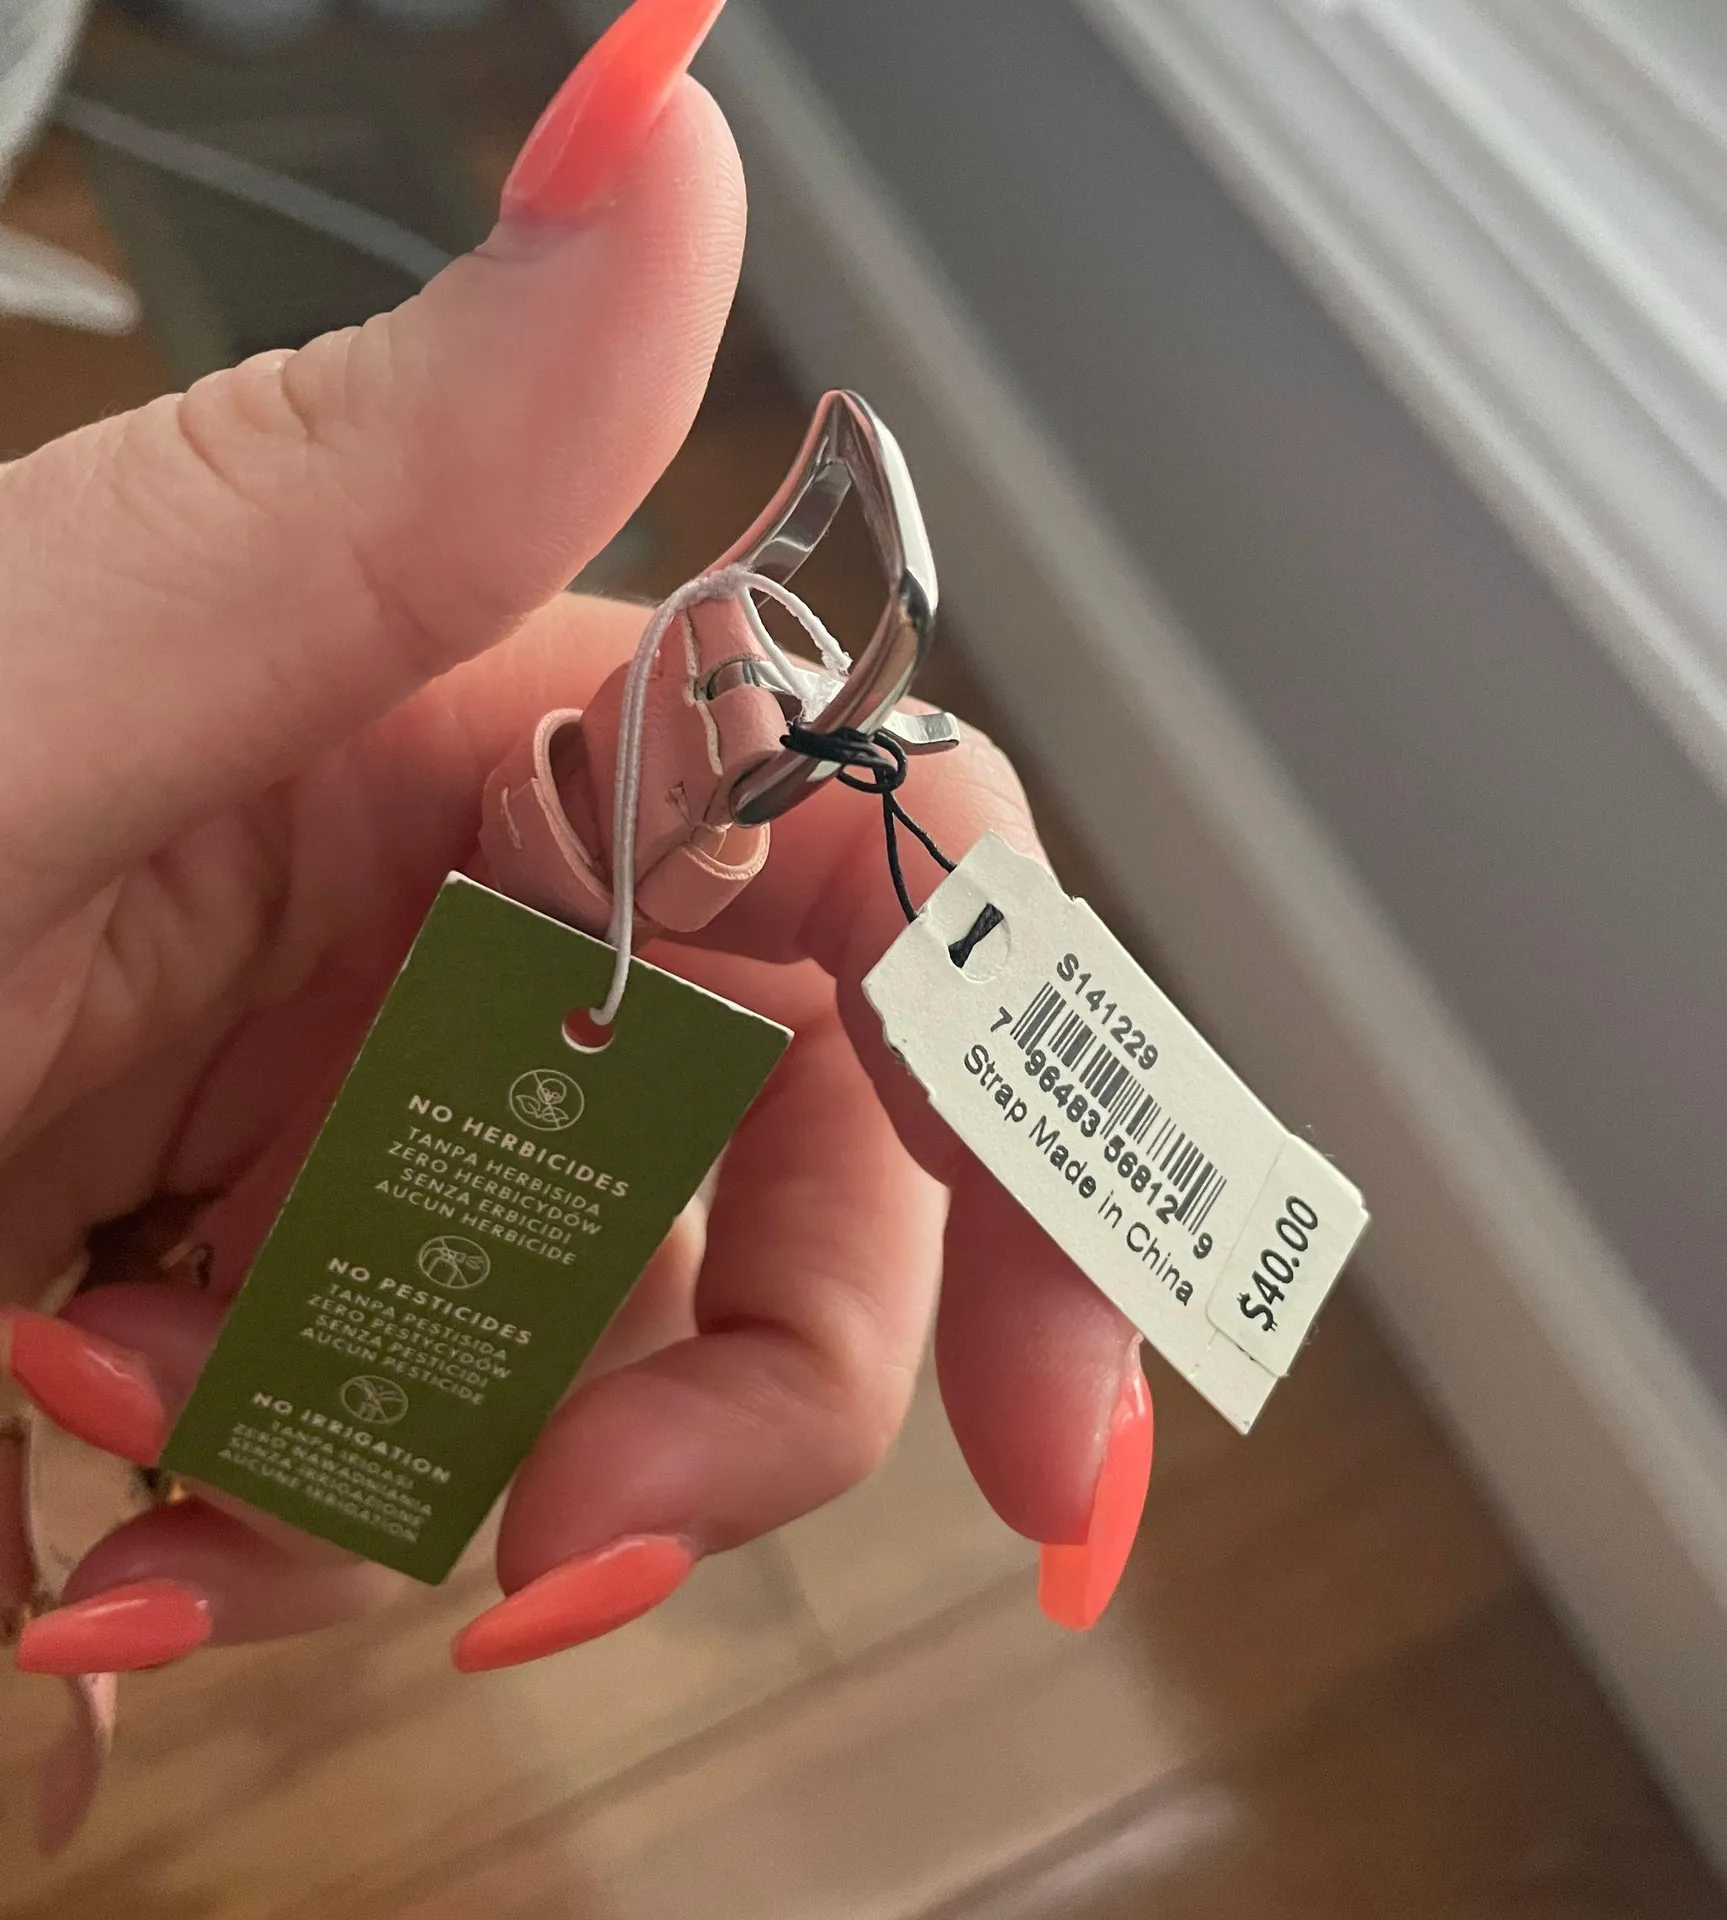 NO HERBICIDES
TANPA HERBISIDA
ZERO HERBICYDÓW
SENZA ERBICIDI
AUCUN HERBICIDE
NO PESTICIDES
TANPA PESTISIDA
ZERO PESTYCYDÓW
SENZA PESTICIDI
AUCUN PESTICIDE
NO IRRIGATION
TANPA IRIGASI
ZERO NAWADNIANIA
SENZA IRRIGAZIONE
AUCUNE IRRIGATION
S141229
7 96483 56812 9
Strap Made in China
$40.00